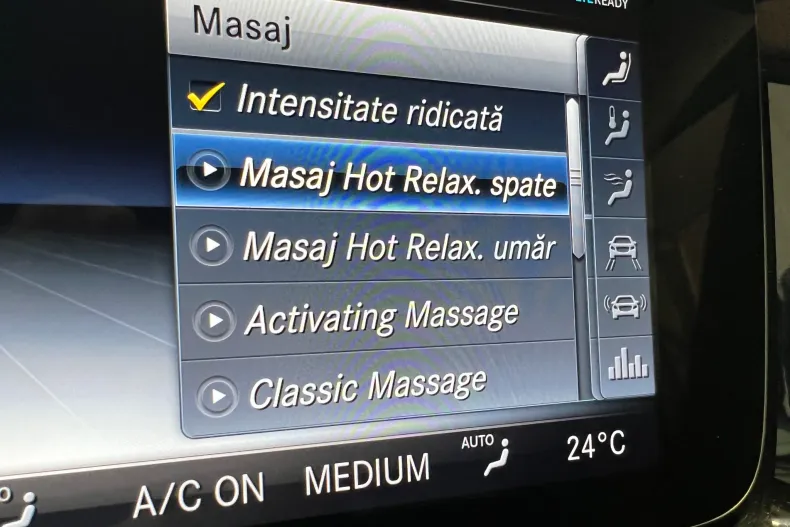 READY
Masaj
Intensitate ridicată
Masaj Hot Relax. spate
Masaj Hot Relax. umăr
Activating Massage
Classic Massage
A/C ON MEDIUM AUTO 24°C